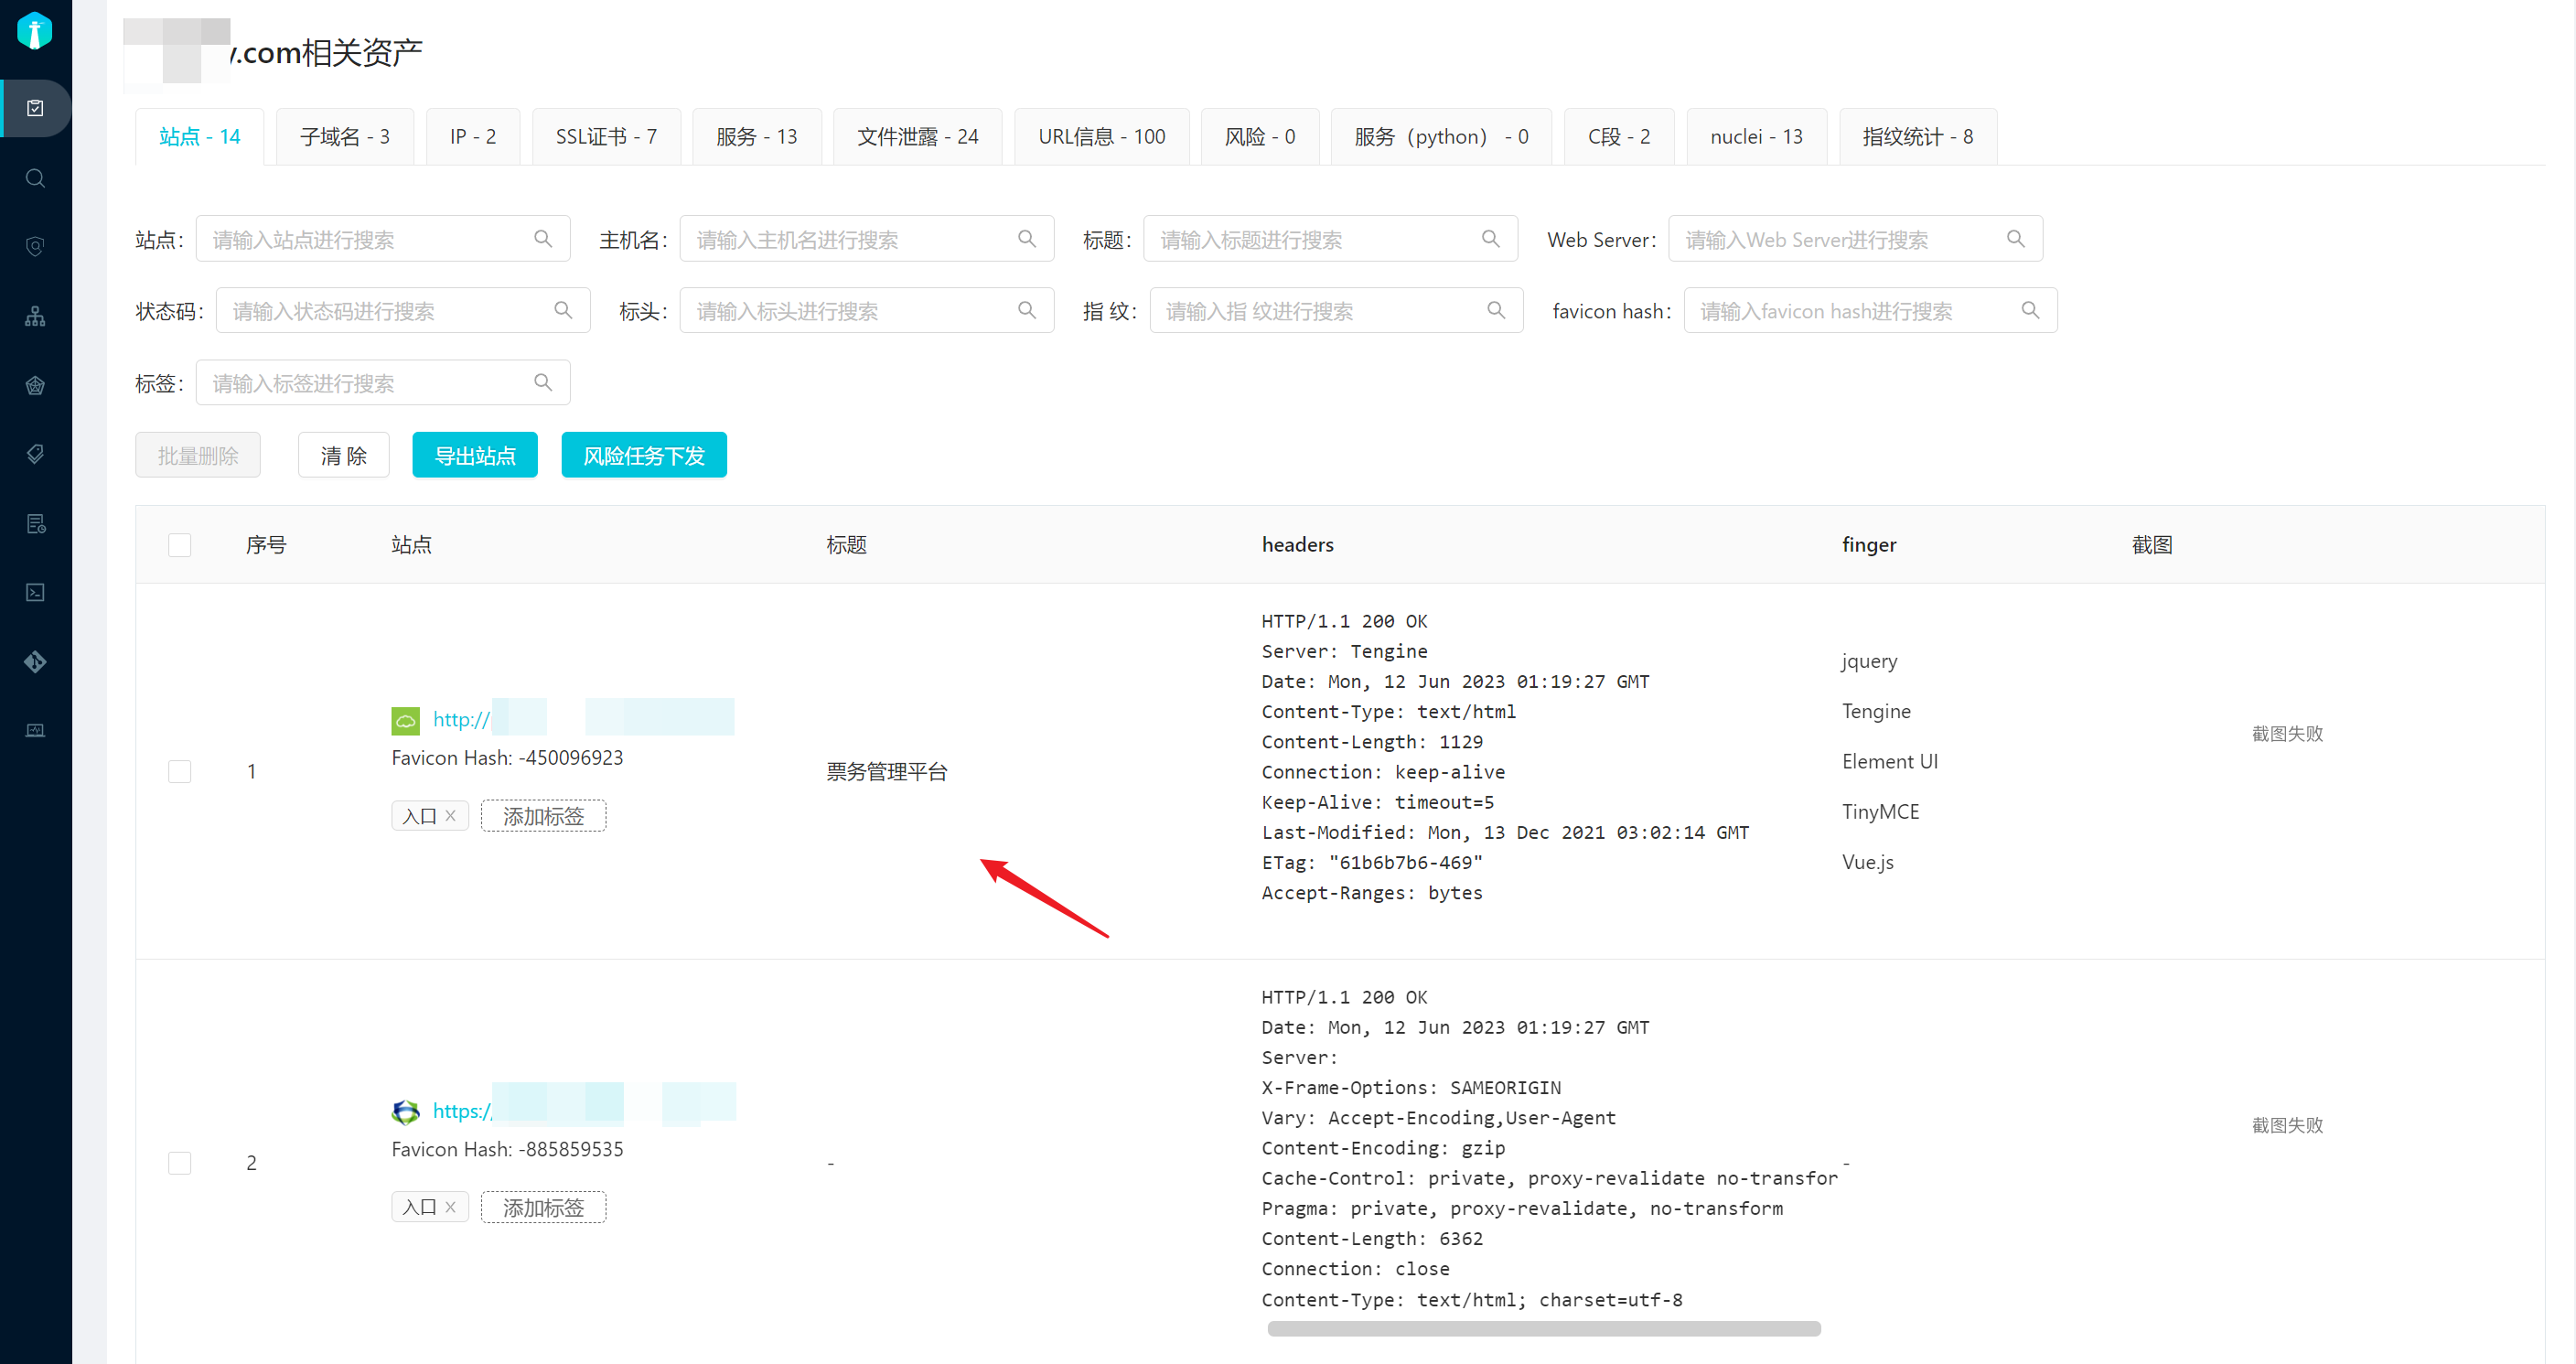 .com相关资产
站点 - 14
子域名 - 3
IP - 2
SSL证书 - 7
服务 - 13
文件泄露 - 24
URL信息 - 100
风险 - 0
服务（python） - 0
C段 - 2
nuclei - 13
指纹统计 - 8
站点： 请输入站点进行搜索
主机名： 请输入主机名进行搜索
标题： 请输入标题进行搜索
Web Server： 请输入Web Server进行搜索
状态码： 请输入状态码进行搜索
标头： 请输入标头进行搜索
指 纹： 请输入指 纹进行搜索
favicon hash： 请输入favicon hash进行搜索
标签： 请输入标签进行搜索
批量删除
清 除
导出站点
风险任务下发
序号
站点
标题
headers
finger
截图
1
http://
Favicon Hash: -450096923
入口 X
添加标签
票务管理平台
HTTP/1.1 200 OK
Server: Tengine
Date: Mon, 12 Jun 2023 01:19:27 GMT
Content-Type: text/html
Content-Length: 1129
Connection: keep-alive
Keep-Alive: timeout=5
Last-Modified: Mon, 13 Dec 2021 03:02:14 GMT
ETag: "61b6b7b6-469"
Accept-Ranges: bytes
jquery
Tengine
Element UI
TinyMCE
Vue.js
截图失败
2
https:/
Favicon Hash: -885859535
入口 X
添加标签
-
HTTP/1.1 200 OK
Date: Mon, 12 Jun 2023 01:19:27 GMT
Server:
X-Frame-Options: SAMEORIGIN
Vary: Accept-Encoding,User-Agent
Content-Encoding: gzip
Cache-Control: private, proxy-revalidate no-transfor
Pragma: private, proxy-revalidate, no-transform
Content-Length: 6362
Connection: close
Content-Type: text/html; charset=utf-8
-
截图失败